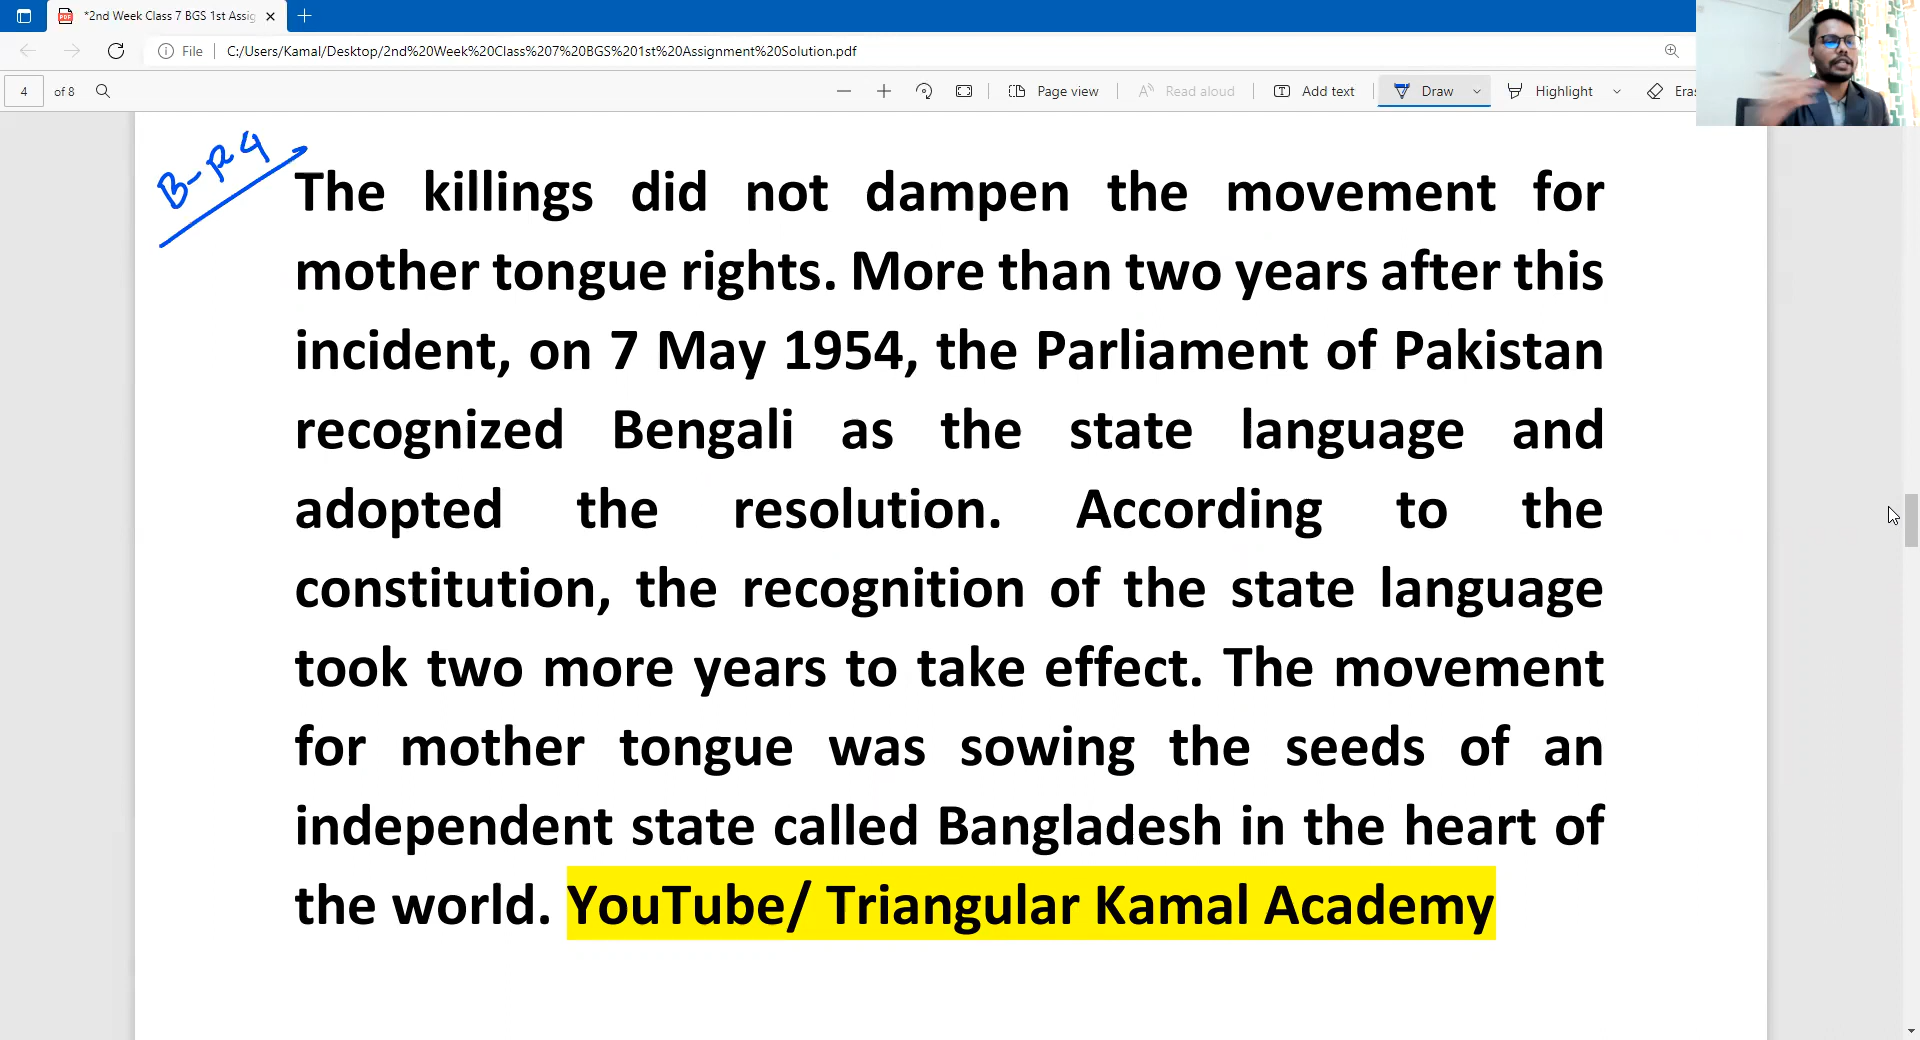 *2nd Week Class 7 BGS 1st Assig
File
C:/Users/Kamal/Desktop/2nd%20Week%20Class%207%20BGS%201st%20Assignment%20Solution.pdf
4 of 8
Page view
Read aloud
Add text
Draw
Highlight
Eras
B-P4
The killings did not dampen the movement for
mother tongue rights. More than two years after this
incident, on 7 May 1954, the Parliament of Pakistan
recognized Bengali as the state language and
adopted the resolution. According to the
constitution, the recognition of the state language
took two more years to take effect. The movement
for mother tongue was sowing the seeds of an
independent state called Bangladesh in the heart of
the world. YouTube/ Triangular Kamal Academy